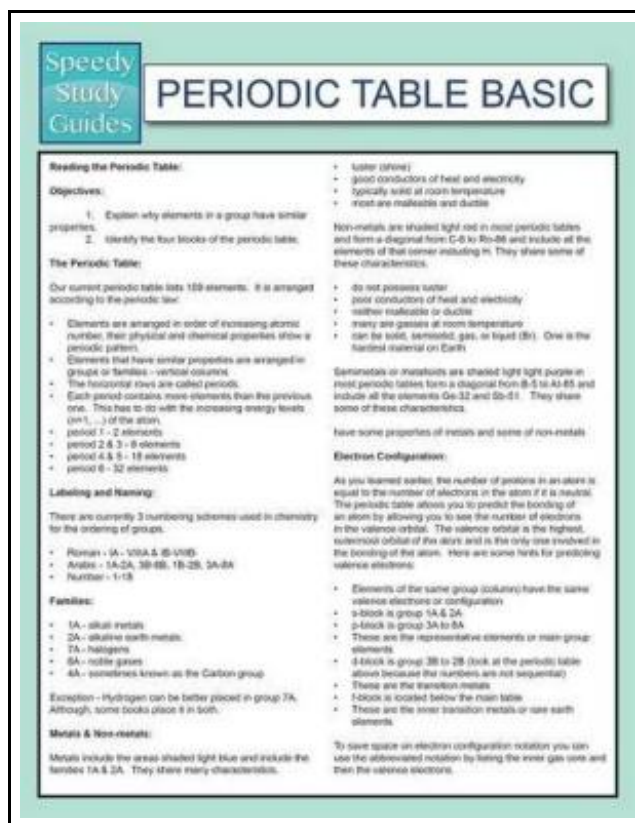 Speedy
Study
Guides
PERIODIC TABLE BASIC
Reading the Periodic Table:
Objectives:
1. Explain why elements in a group have similar
properties.
2. Identify the four blocks of the periodic table.
The Periodic Table:
Our current periodic table lists 109 elements. It is arranged
according to the periodic law:
• Elements are arranged in order of increasing atomic
number, their physical and chemical properties show a
periodic pattern.
• Elements that have similar properties are arranged in
groups or families - vertical columns
• The horizontal rows are called periods.
• Each period contains more elements than the previous
one. This has to do with the increasing energy levels
(n=1, ...) of the atom.
• period 1 - 2 elements
• period 2 & 3 - 8 elements
• period 4 & 5 - 18 elements
• period 6 - 32 elements
Labeling and Naming:
There are currently 3 numbering schemes used in chemistry
for the ordering of groups.
• Roman - IA - VIIIA & IB-VIIIB
• Arabic - 1A-2A, 3B-8B, 1B-2B, 3A-8A
• Number - 1-18
Families:
• 1A - alkali metals
• 2A - alkaline earth metals
• 7A - halogens
• 8A - noble gases
• 4A - sometimes known as the Carbon group
Exception - Hydrogen can be better placed in group 7A.
Although, some books place it in both.
Metals & Non-metals:
Metals include the areas shaded light blue and include the
families 1A & 2A. They share many characteristics.
• luster (shine)
• good conductors of heat and electricity
• typically solid at room temperature
• most are malleable and ductile
Non-metals are shaded light red in most periodic tables
and form a diagonal from C-6 to Rn-86 and include all the
elements of that corner including H. They share some of
these characteristics.
• do not possess luster
• poor conductors of heat and electricity
• neither malleable or ductile
• many are gasses at room temperature
• can be solid, semisolid, gas, or liquid (Br). One is the
hardest material on Earth
Semimetals or metalloids are shaded light light purple in
most periodic tables form a diagonal from B-5 to At-85 and
include all the elements Ge-32 and Sb-51. They share
some of these characteristics.
have some properties of metals and some of non-metals
Electron Configuration:
As you learned earlier, the number of protons in an atom is
equal to the number of electrons in the atom if it is neutral.
The periodic table allows you to predict the bonding of
an atom by allowing you to see the number of electrons
in the valence orbital. The valence orbital is the highest,
outermost orbital of the atom and is the only one involved in
the bonding of the atom. Here are some hints for predicting
valence electrons:
• Elements of the same group (column) have the same
valence electrons or configuration
• s-block is group 1A & 2A
• p-block is group 3A to 8A
• These are the representative elements or main group
elements
• d-block is group 3B to 2B (look at the periodic table
above because the numbers are not sequential)
• These are the transition metals
• f-block is located below the main table
• These are the inner transition metals or rare earth
elements
To save space on electron configuration notation you can
use the abbreviated notation by listing the inner gas core and
then the valence electrons.